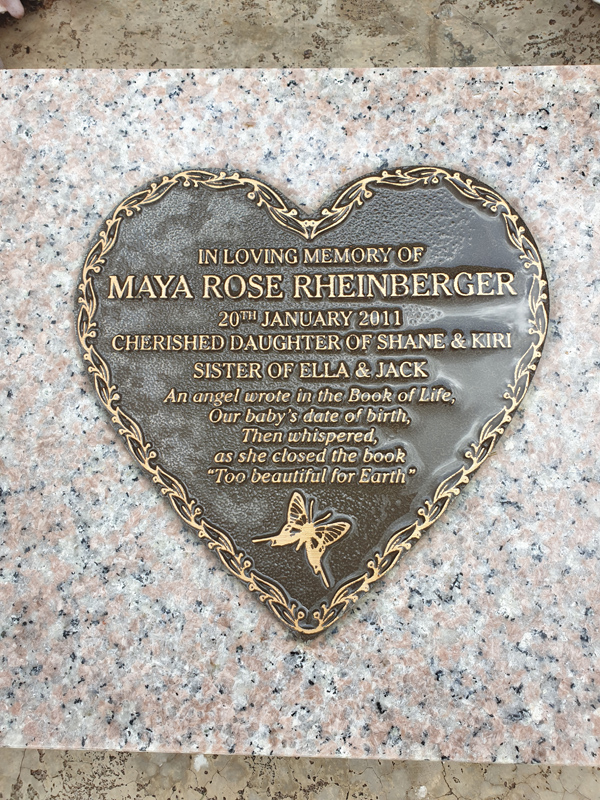 IN LOVING MEMORY OF
MAYA ROSE RHEINBERGER
20TH JANUARY 2011
CHERISHED DAUGHTER OF SHANE & KIRI
SISTER OF ELLA & JACK
An angel wrote in the Book of Life,
Our baby's date of birth,
Then whispered,
as she closed the book
"Too beautiful for Earth"